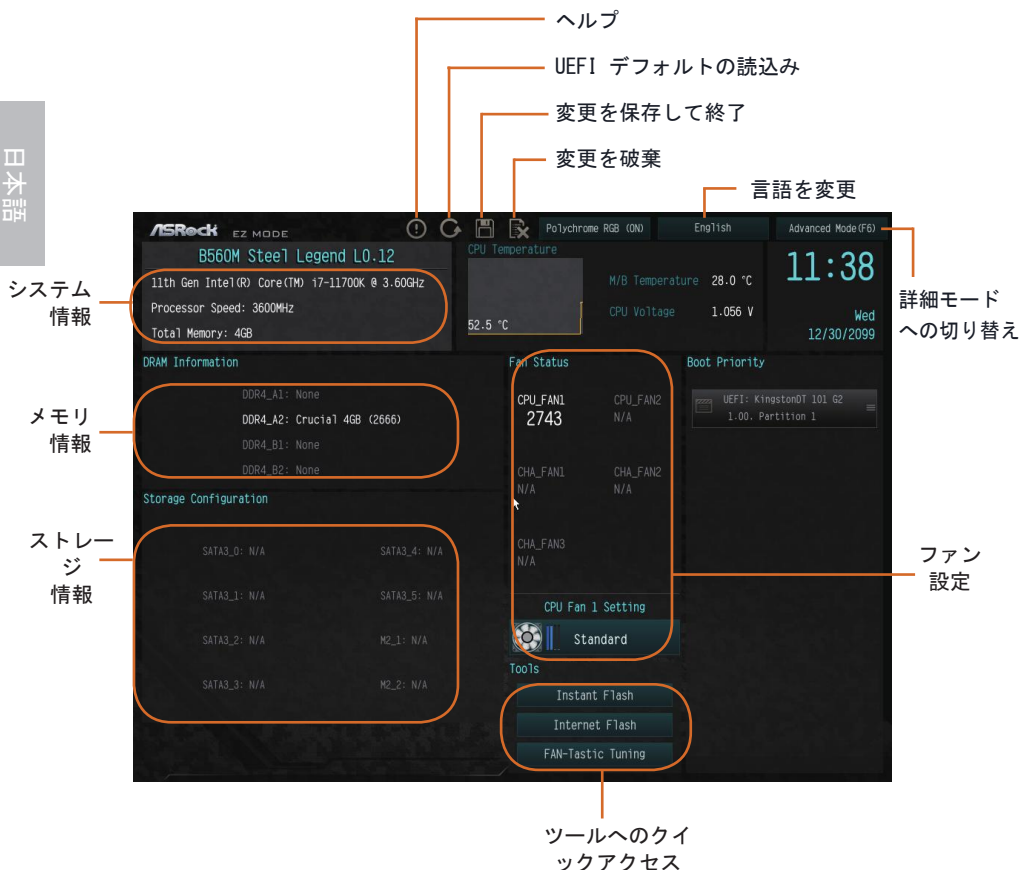 ヘルプ
UEFI デフォルトの読込み
変更を保存して終了
変更を破棄
言語を変更
日本語
ASRock EZ MODE
Polychrome RGB (ON)
English
Advanced Mode(F6)
B560M Steel Legend L0.12
11th Gen Intel(R) Core(TM) i7-11700K @ 3.60GHz
Processor Speed: 3600MHz
Total Memory: 4GB
CPU Temperature
52.5 °C
M/B Temperature 28.0 °C
CPU Voltage 1.056 V
11:38
Wed
12/30/2099
システム
情報
詳細モード
への切り替え
DRAM Information
DDR4_A1: None
DDR4_A2: Crucial 4GB (2666)
DDR4_B1: None
DDR4_B2: None
メモリ
情報
Storage Configuration
SATA3_0: N/A
SATA3_4: N/A
SATA3_1: N/A
SATA3_5: N/A
SATA3_2: N/A
M2_1: N/A
SATA3_3: N/A
M2_2: N/A
ストレー
ジ
情報
Fan Status
CPU_FAN1
2743
CPU_FAN2
N/A
CHA_FAN1
N/A
CHA_FAN2
N/A
CHA_FAN3
N/A
CPU Fan 1 Setting
Standard
ファン
設定
Boot Priority
UEFI: KingstonDT 101 G2
1.00. Partition 1
Tools
Instant Flash
Internet Flash
FAN-Tastic Tuning
ツールへのクイ
ックアクセス